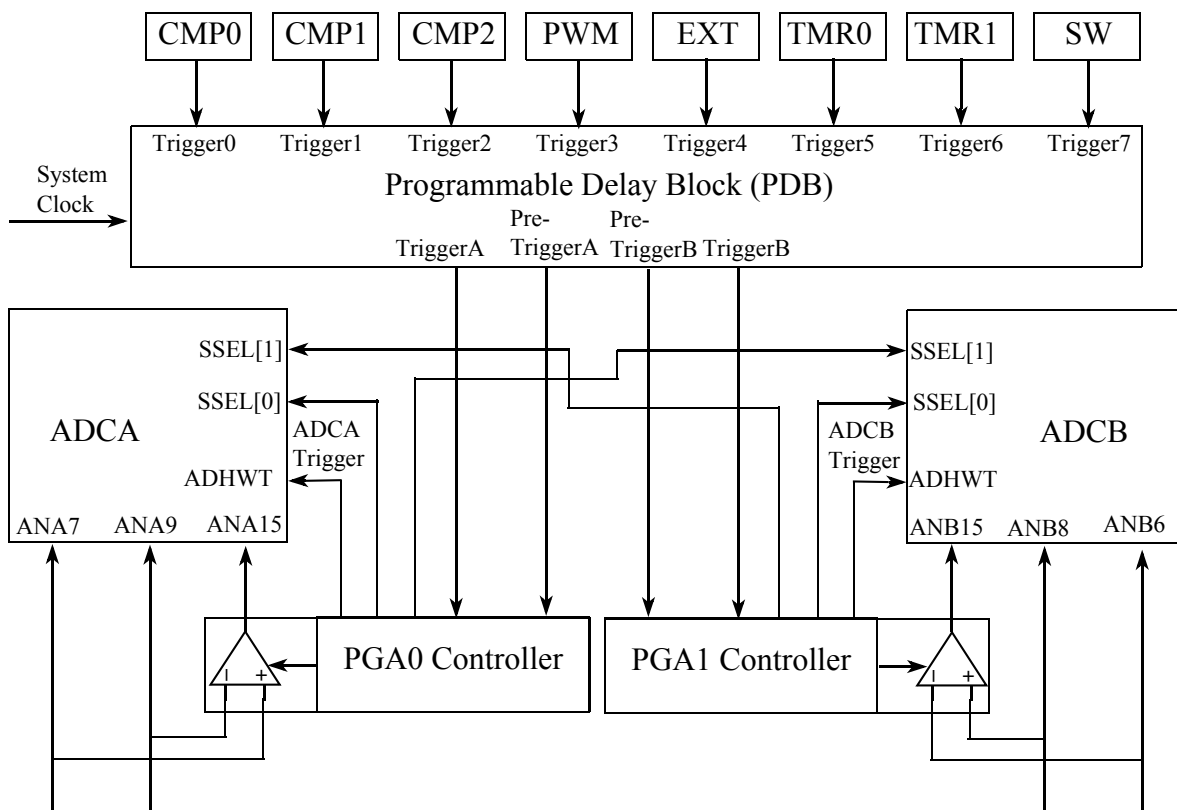 CMP0 CMP1 CMP2 PWM EXT TMR0 TMR1 SW
Trigger0 Trigger1 Trigger2 Trigger3 Trigger4 Trigger5 Trigger6 Trigger7
System
Clock
Programmable Delay Block (PDB)
TriggerA
Pre-
TriggerA
Pre-
TriggerB
TriggerB
SSEL[1]
SSEL[0]
ADCA
ADCA
Trigger
ADHWT
ANA7 ANA9 ANA15
SSEL[1]
SSEL[0]
ADCB
Trigger
ADCB
ADHWT
ANB15 ANB8 ANB6
PGA0 Controller
PGA1 Controller
– +
– +